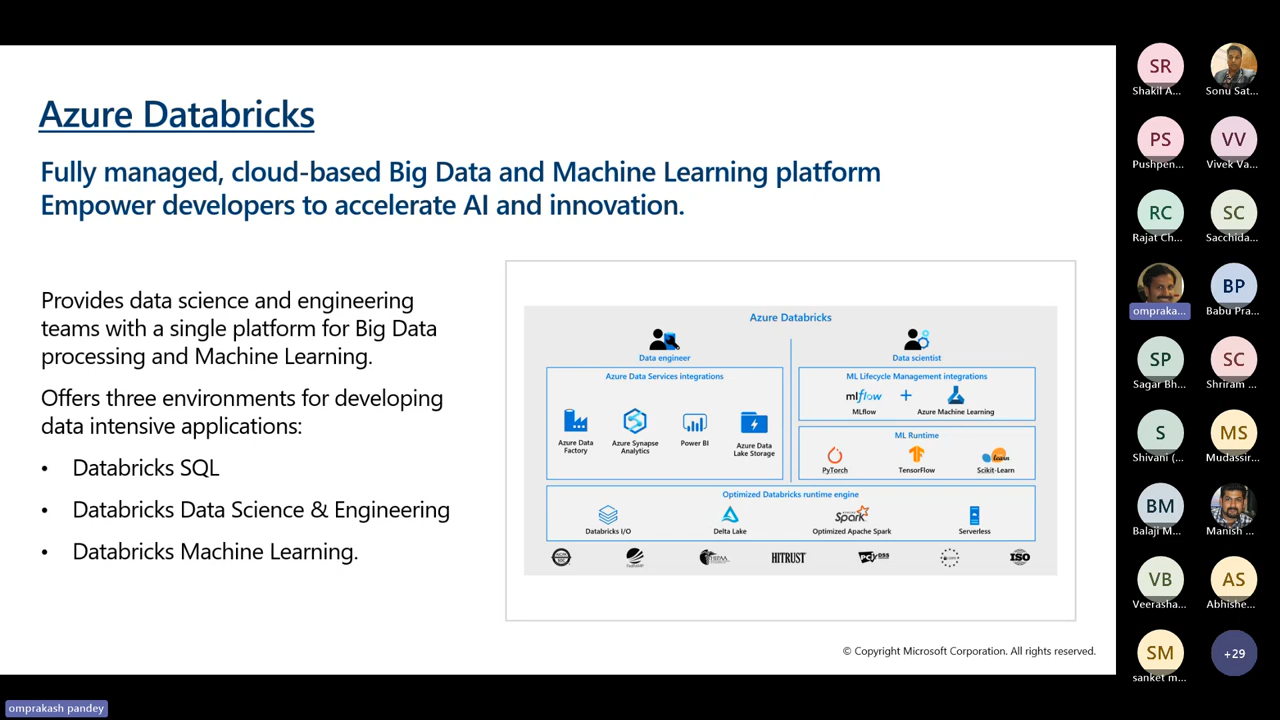 Azure Databricks
Fully managed, cloud-based Big Data and Machine Learning platform
Empower developers to accelerate AI and innovation.
Provides data science and engineering
teams with a single platform for Big Data
processing and Machine Learning.
Offers three environments for developing
data intensive applications:
• Databricks SQL
• Databricks Data Science & Engineering
• Databricks Machine Learning.
Azure Databricks
Data engineer
Data scientist
Azure Data Services integrations
Azure Data
Factory
Azure Synapse
Analytics
Power BI
Azure Data
Lake Storage
ML Lifecycle Management integrations
mlflow
+
MLflow
Azure Machine Learning
ML Runtime
learn
PyTorch
TensorFlow
Scikit-Learn
Optimized Databricks runtime engine
Spark
Databricks I/O
Delta Lake
Optimized Apache Spark
Serverless
HITRUST
PCI DSS
ISO
© Copyright Microsoft Corporation. All rights reserved.
SR
Shakil A...
Sonu Sat...
PS
Pushpen...
VV
Vivek Va...
RC
Rajat Ch...
SC
Sacchida...
ompraka...
BP
Babu Pra...
SP
Sagar Bh...
SC
Shriram ...
S
Shivani (...
MS
Mudassir...
BM
Balaji M...
Manish ...
VB
Veerasha...
AS
Abhishe...
SM
sanket m...
+29
omprakash pandey